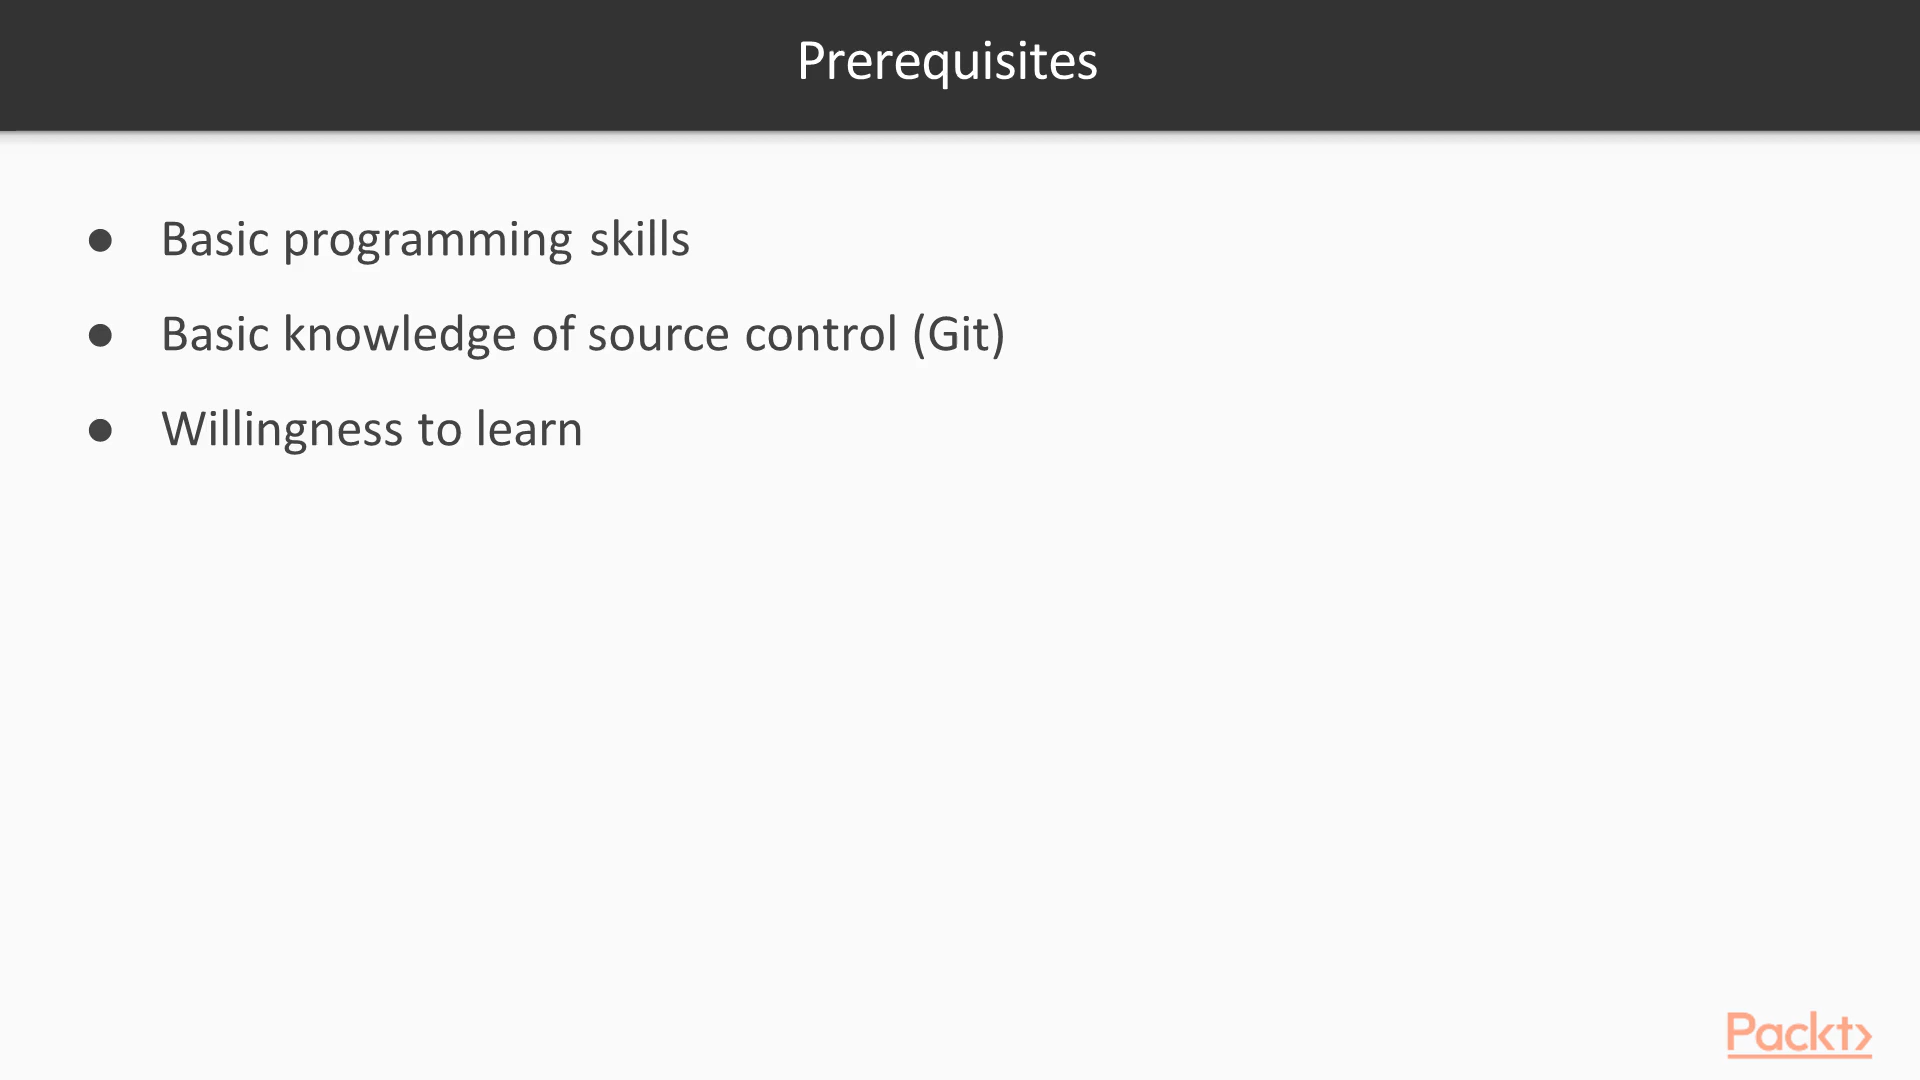 Prerequisites
● Basic programming skills
● Basic knowledge of source control (Git)
● Willingness to learn
Packt>